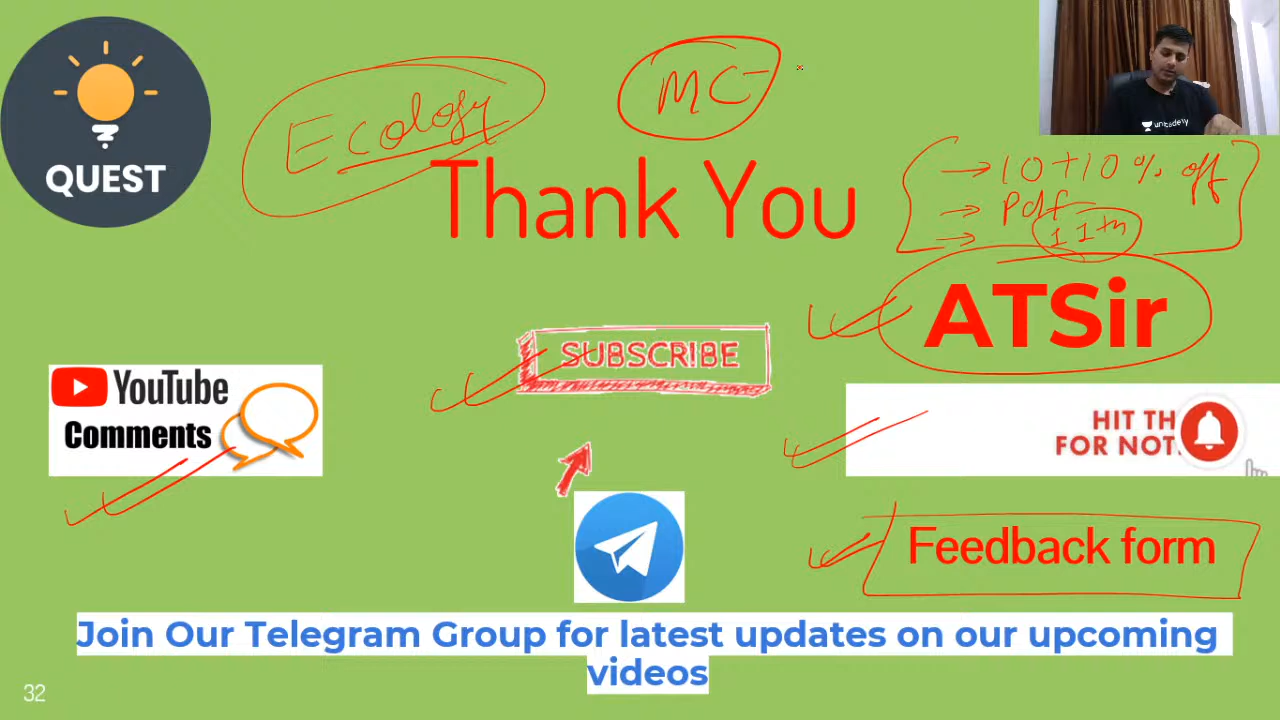 QUEST
Ecology
MC
Thank You
unacademy
→ 10 + 10 % off
→ Pdf
→ 11th
ATSir
SUBSCRIBE
YouTube
Comments
HIT TH
FOR NOT.
Feedback form
Join Our Telegram Group for latest updates on our upcoming
videos
32